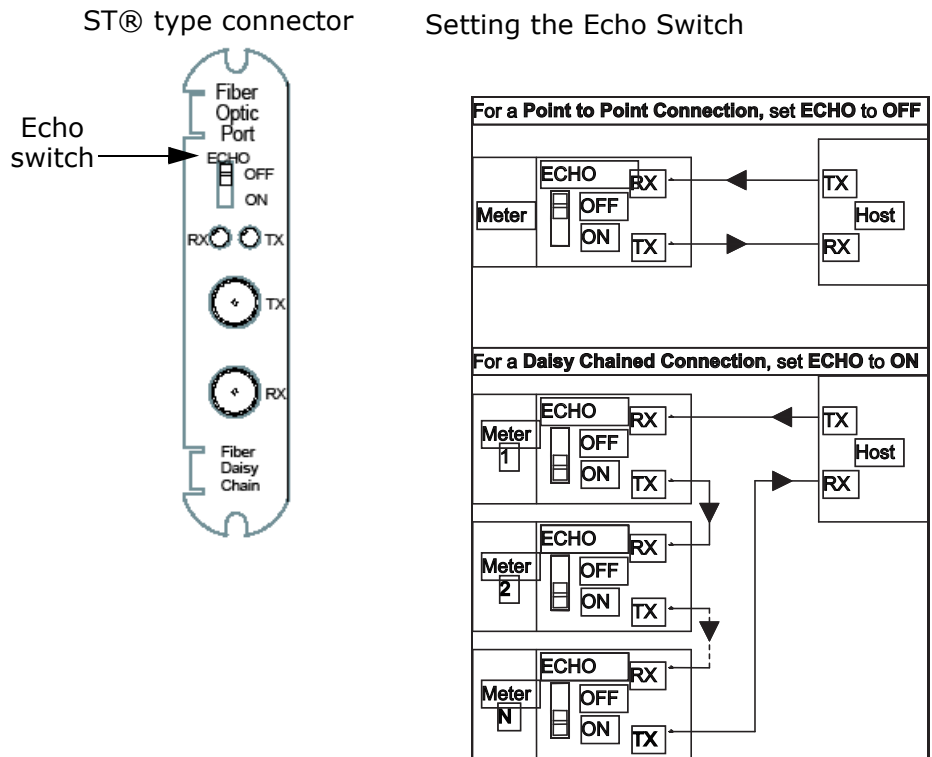 ST® type connector
Setting the Echo Switch
Echo
switch
Fiber
Optic
Port
ECHO
OFF
ON
RX
TX
TX
RX
Fiber
Daisy
Chain
For a Point to Point Connection, set ECHO to OFF
Meter
ECHO
OFF
ON
RX
TX
TX
Host
RX
For a Daisy Chained Connection, set ECHO to ON
Meter
1
ECHO
OFF
ON
RX
TX
TX
Host
RX
Meter
2
ECHO
OFF
ON
RX
TX
Meter
N
ECHO
OFF
ON
RX
TX